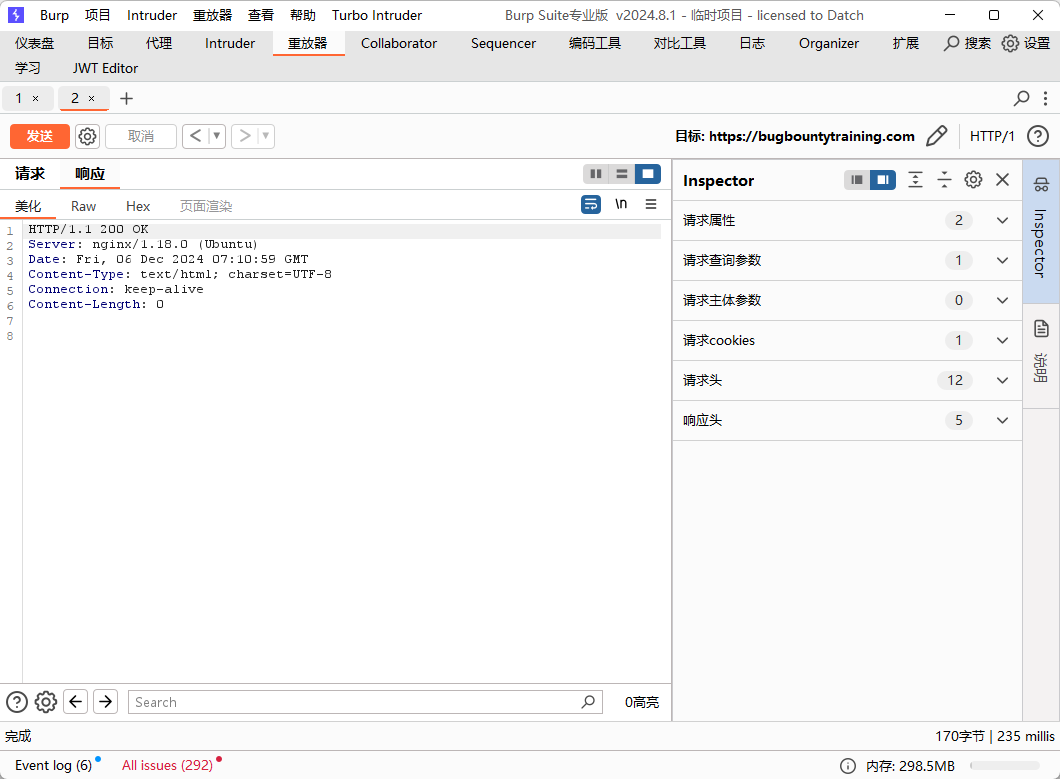 Burp 项目 Intruder 重放器 查看 帮助 Turbo Intruder Burp Suite专业版 v2024.8.1 - 临时项目 - licensed to Datch
仪表盘 目标 代理 Intruder 重放器 Collaborator Sequencer 编码工具 对比工具 日志 Organizer 扩展 搜索 设置
学习 JWT Editor
1 × 2 × +
发送 取消 < > 目标: https://bugbountytraining.com HTTP/1 ?
请求 响应
美化 Raw Hex 页面渲染 \n
1 HTTP/1.1 200 OK
2 Server: nginx/1.18.0 (Ubuntu)
3 Date: Fri, 06 Dec 2024 07:10:59 GMT
4 Content-Type: text/html; charset=UTF-8
5 Connection: keep-alive
6 Content-Length: 0
7
8
Inspector
请求属性 2
请求查询参数 1
请求主体参数 0
请求cookies 1
请求头 12
响应头 5
Inspector
说明
? Search 0高亮
完成 170字节 | 235 millis
Event log (6) All issues (292) 内存: 298.5MB